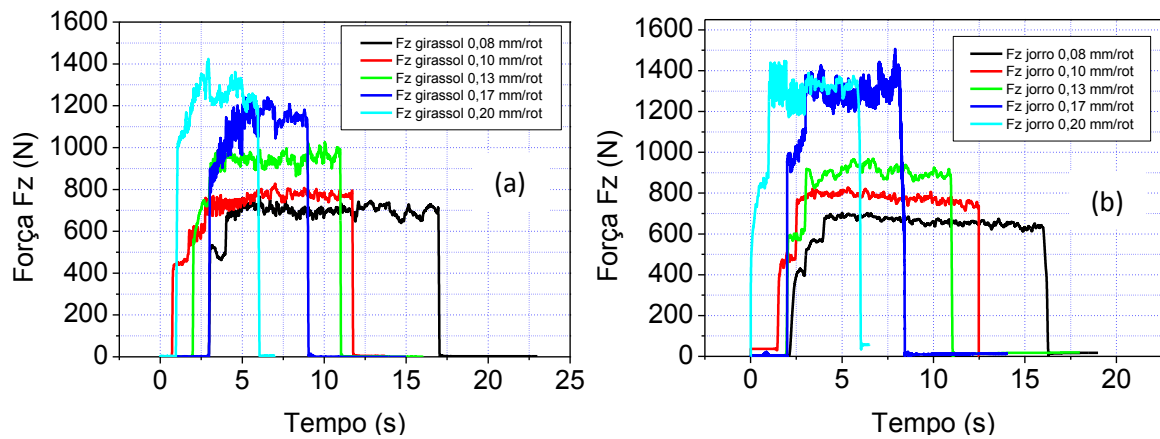 1600
1400
1200
1000
800
600
400
200
0
Força Fz (N)
Fz girassol 0,08 mm/rot
Fz girassol 0,10 mm/rot
Fz girassol 0,13 mm/rot
Fz girassol 0,17 mm/rot
Fz girassol 0,20 mm/rot
(a)
0 5 10 15 20 25
Tempo (s)
1600
1400
1200
1000
800
600
400
200
0
Força Fz (N)
Fz jorro 0,08 mm/rot
Fz jorro 0,10 mm/rot
Fz jorro 0,13 mm/rot
Fz jorro 0,17 mm/rot
Fz jorro 0,20 mm/rot
(b)
0 5 10 15 20
Tempo (s)